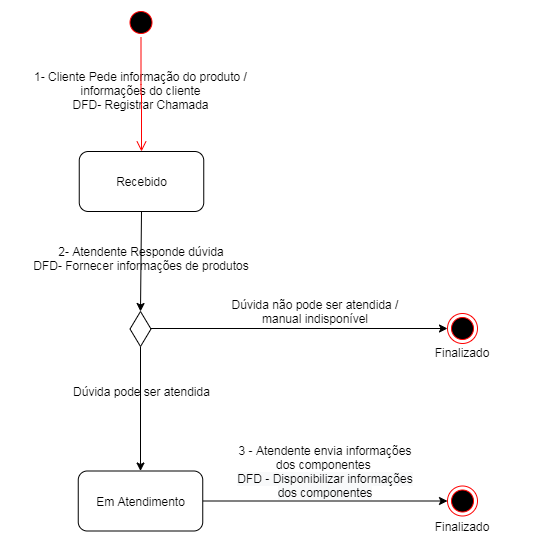 1- Cliente Pede informação do produto /
informações do cliente
DFD- Registrar Chamada
Recebido
2- Atendente Responde dúvida
DFD- Fornecer informações de produtos
Dúvida não pode ser atendida /
manual indisponível
Finalizado
Dúvida pode ser atendida
3 - Atendente envia informações
dos componentes
DFD - Disponibilizar informações
dos componentes
Em Atendimento
Finalizado